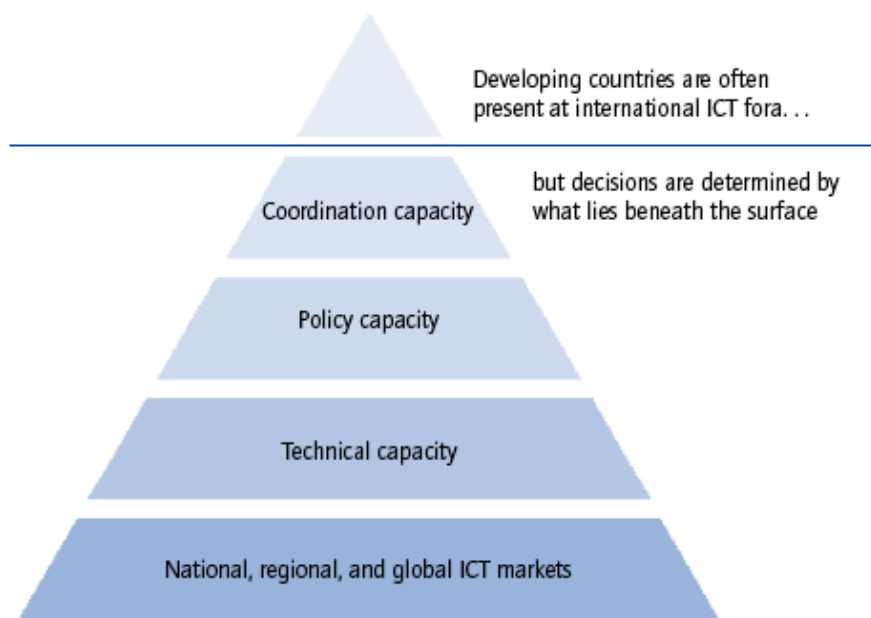 Developing countries are often
present at international ICT fora. . .
but decisions are determined by
what lies beneath the surface
Coordination capacity
Policy capacity
Technical capacity
National, regional, and global ICT markets